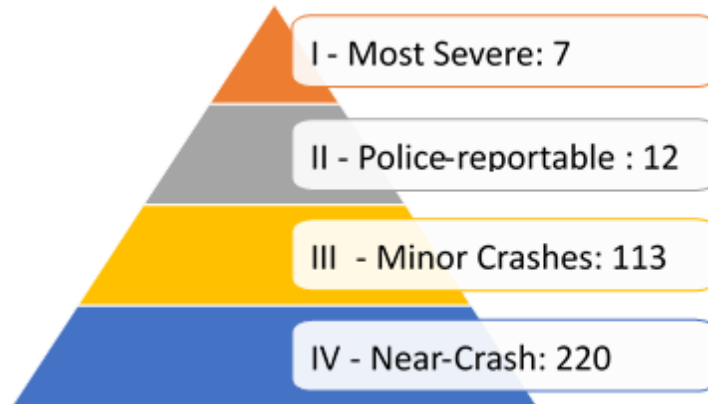 I - Most Severe: 7
II - Police-reportable : 12
III - Minor Crashes: 113
IV - Near-Crash: 220